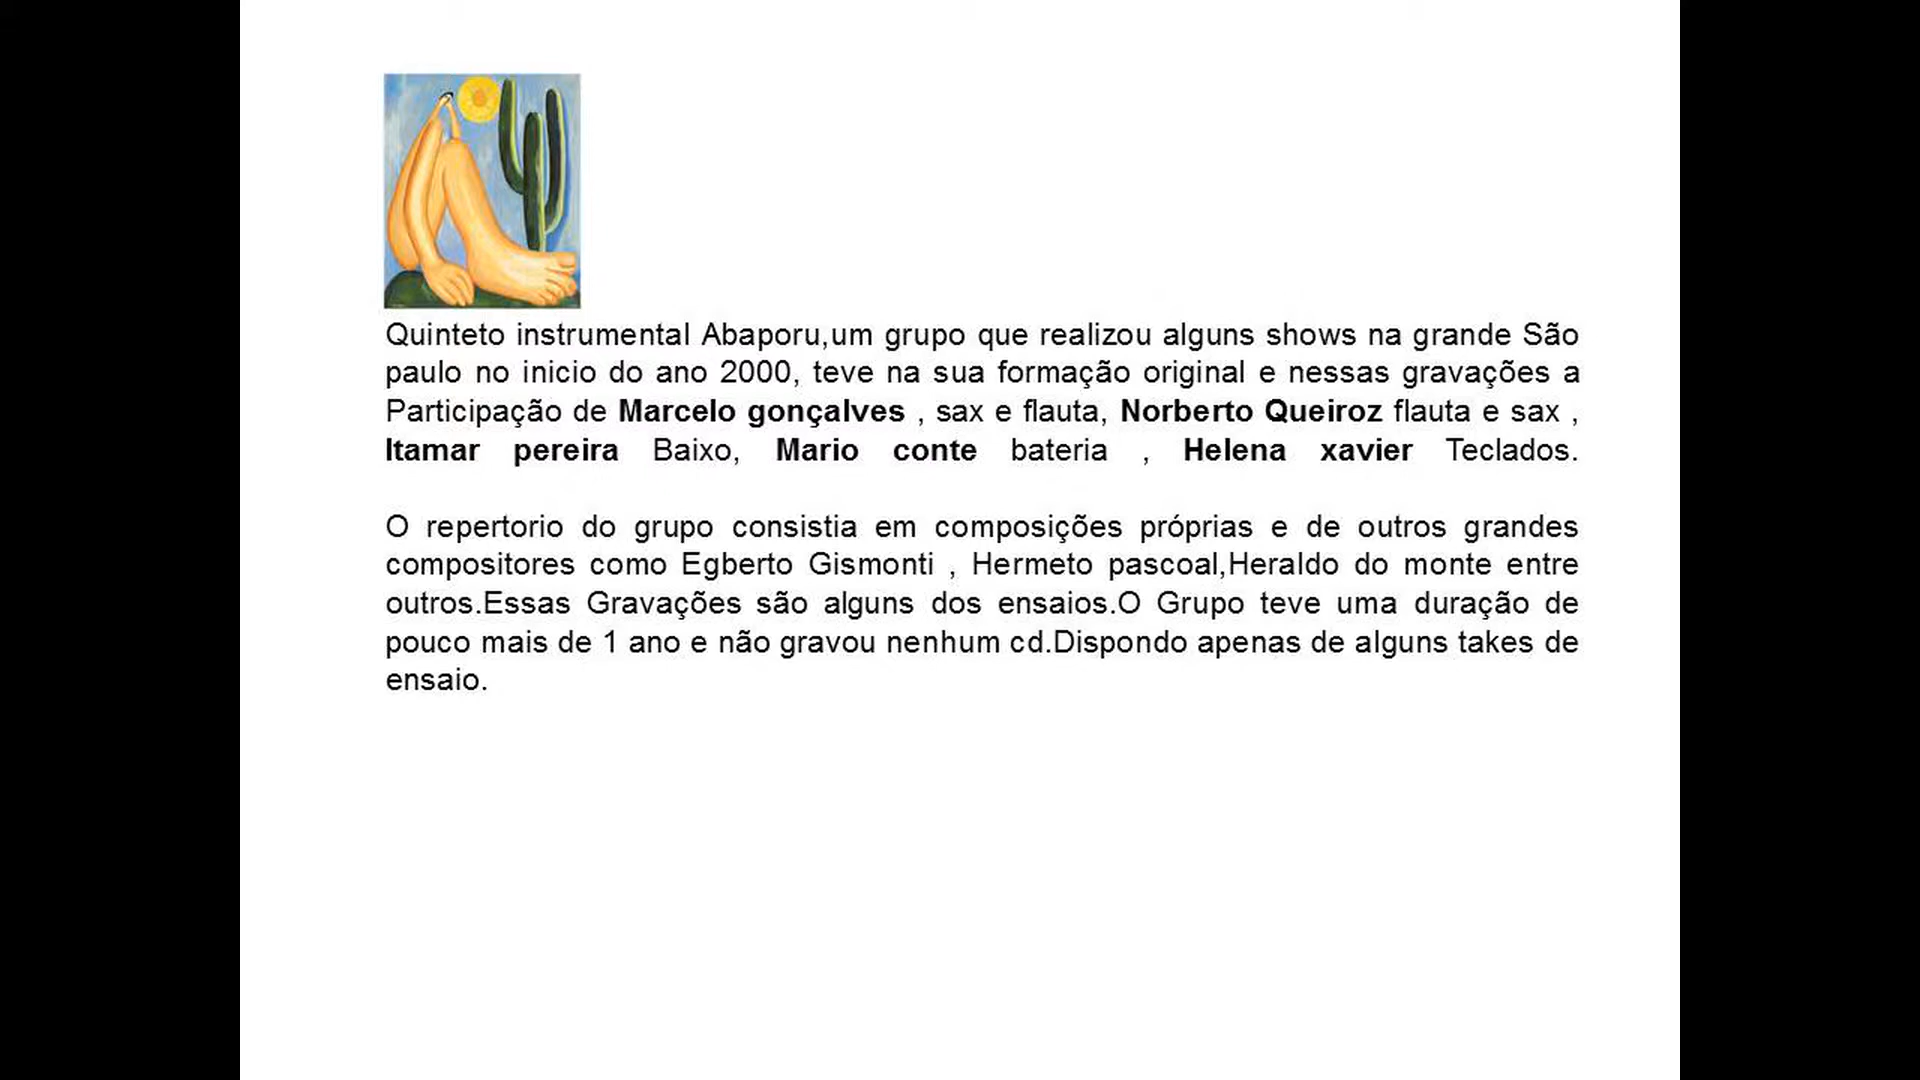 Quinteto instrumental Abaporu,um grupo que realizou alguns shows na grande São
paulo no inicio do ano 2000, teve na sua formação original e nessas gravações a
Participação de Marcelo gonçalves , sax e flauta, Norberto Queiroz flauta e sax ,
Itamar pereira Baixo, Mario conte bateria , Helena xavier Teclados.
O repertorio do grupo consistia em composições próprias e de outros grandes
compositores como Egberto Gismonti , Hermeto pascoal,Heraldo do monte entre
outros.Essas Gravações são alguns dos ensaios.O Grupo teve uma duração de
pouco mais de 1 ano e não gravou nenhum cd.Dispondo apenas de alguns takes de
ensaio.